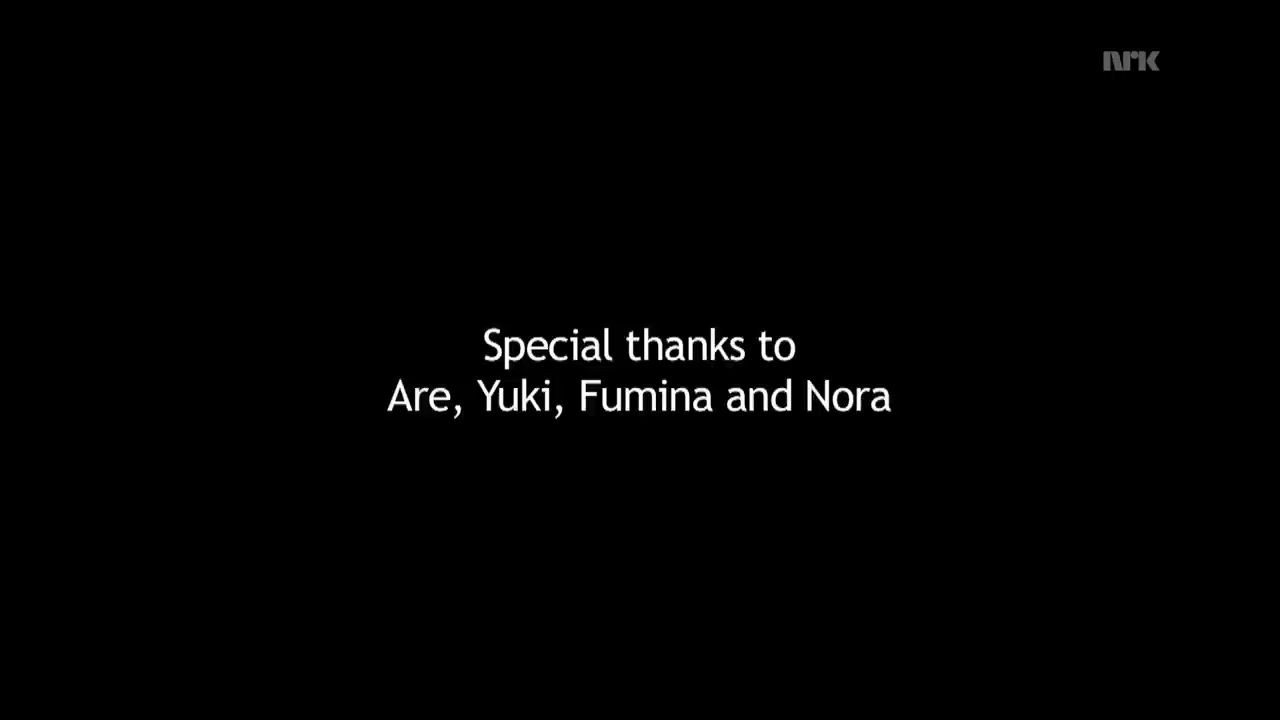 nrk
Special thanks to
Are, Yuki, Fumina and Nora